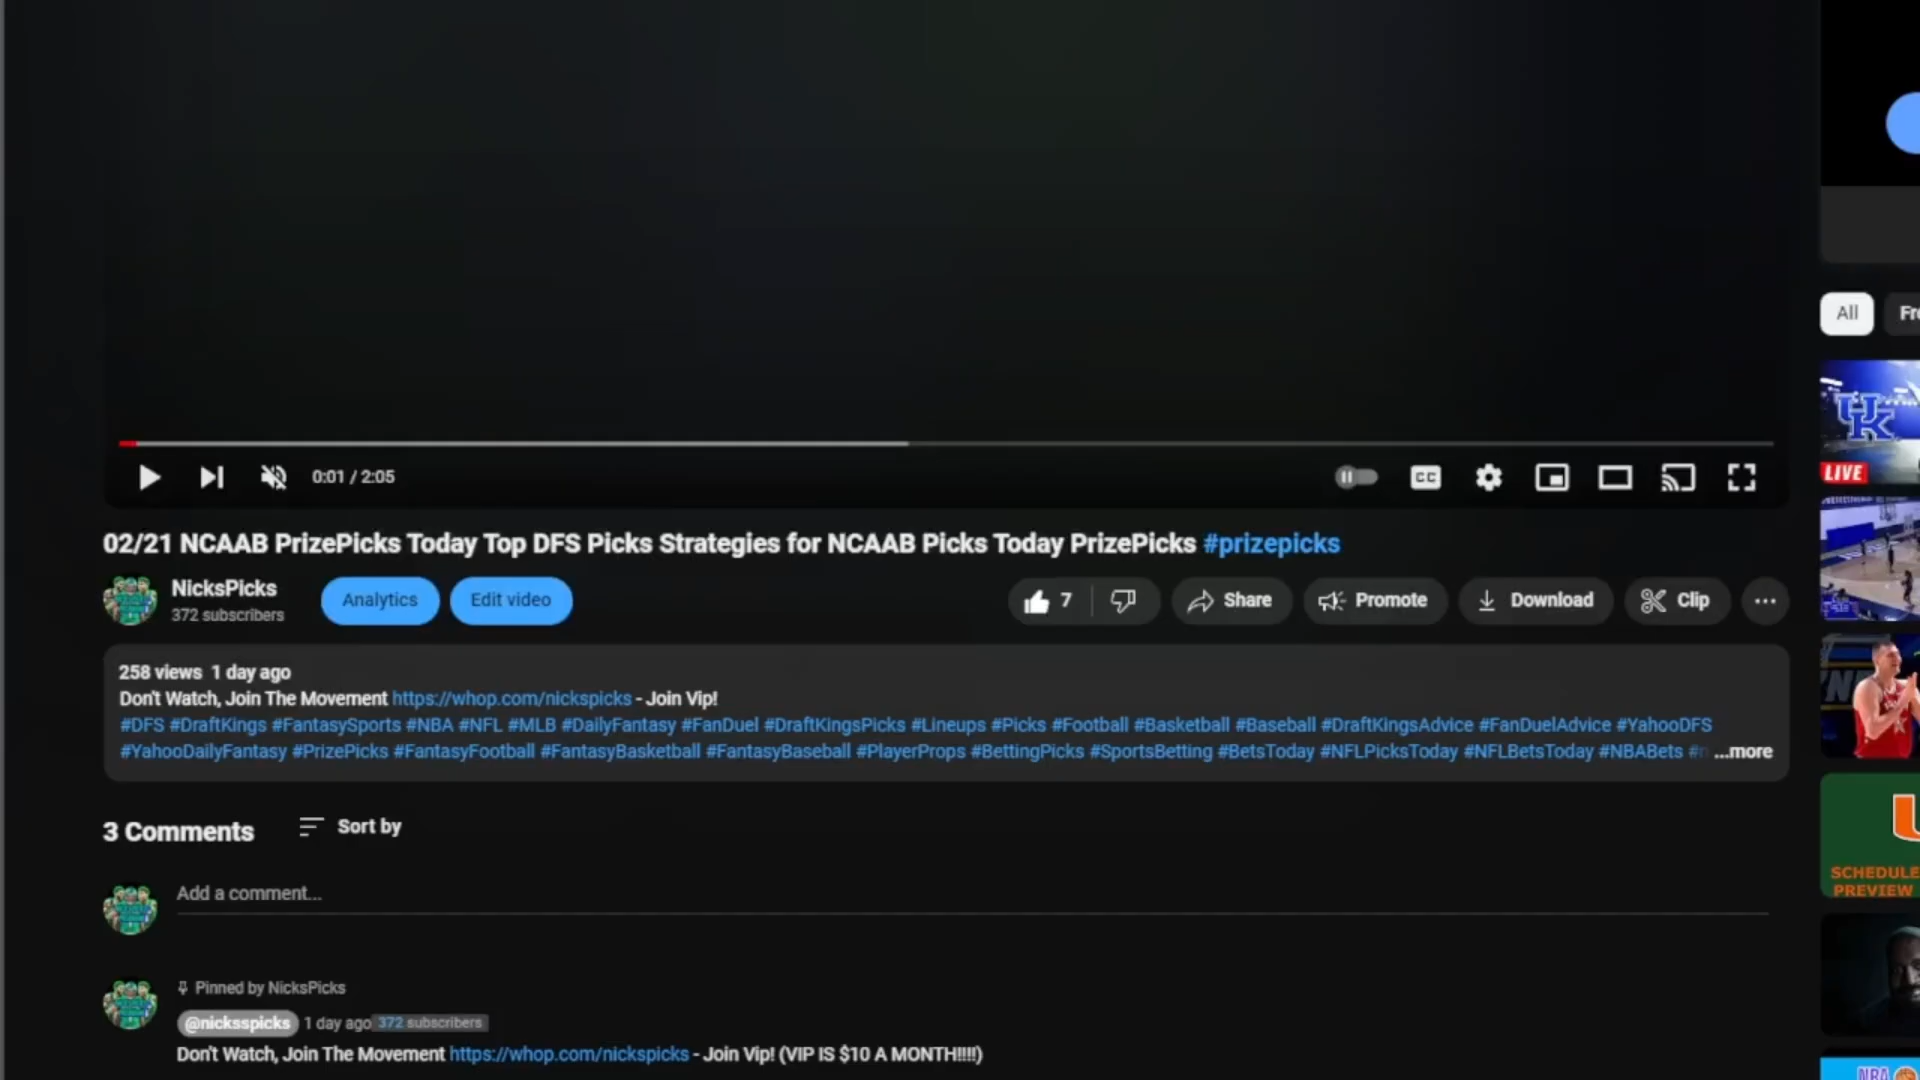 0:01 / 2:05
CC
02/21 NCAAB PrizePicks Today Top DFS Picks Strategies for NCAAB Picks Today PrizePicks #prizepicks
NicksPicks
372 subscribers
Analytics
Edit video
7
Share
Promote
Download
Clip
258 views 1 day ago
Don't Watch, Join The Movement https://whop.com/nickspicks - Join Vip!
#DFS #DraftKings #FantasySports #NBA #NFL #MLB #DailyFantasy #FanDuel #DraftKingsPicks #Lineups #Picks #Football #Basketball #Baseball #DraftKingsAdvice #FanDuelAdvice #YahooDFS
#YahooDailyFantasy #PrizePicks #FantasyFootball #FantasyBasketball #FantasyBaseball #PlayerProps #BettingPicks #SportsBetting #BetsToday #NFLPicksToday #NFLBetsToday #NBABets #n ...more
3 Comments
Sort by
Add a comment...
Pinned by NicksPicks
@nicksspicks 1 day ago 372 subscribers
Don't Watch, Join The Movement https://whop.com/nickspicks - Join Vip! (VIP IS $10 A MONTH!!!!)
All
Fr
UK
LIVE
U
SCHEDULE
PREVIEW
NBA